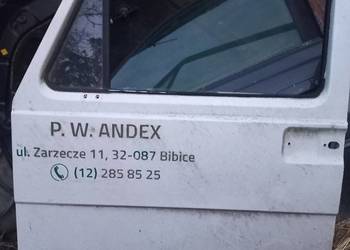 P. W. ANDEX
ul. Zarzecze 11, 32-087 Bibice
(12) 285 85 25